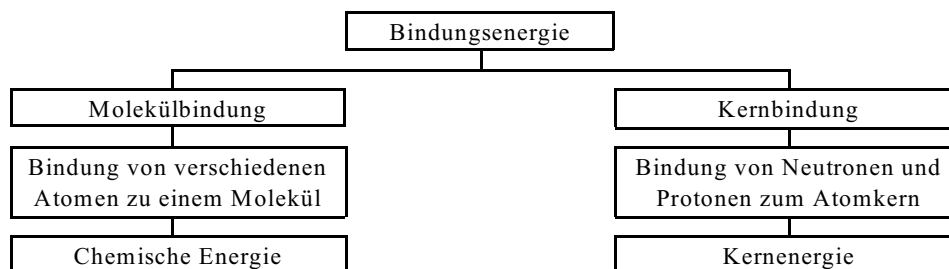 Bindungsenergie
Molekülbindung
Kernbindung
Bindung von verschiedenen
Atomen zu einem Molekül
Bindung von Neutronen und
Protonen zum Atomkern
Chemische Energie
Kernenergie